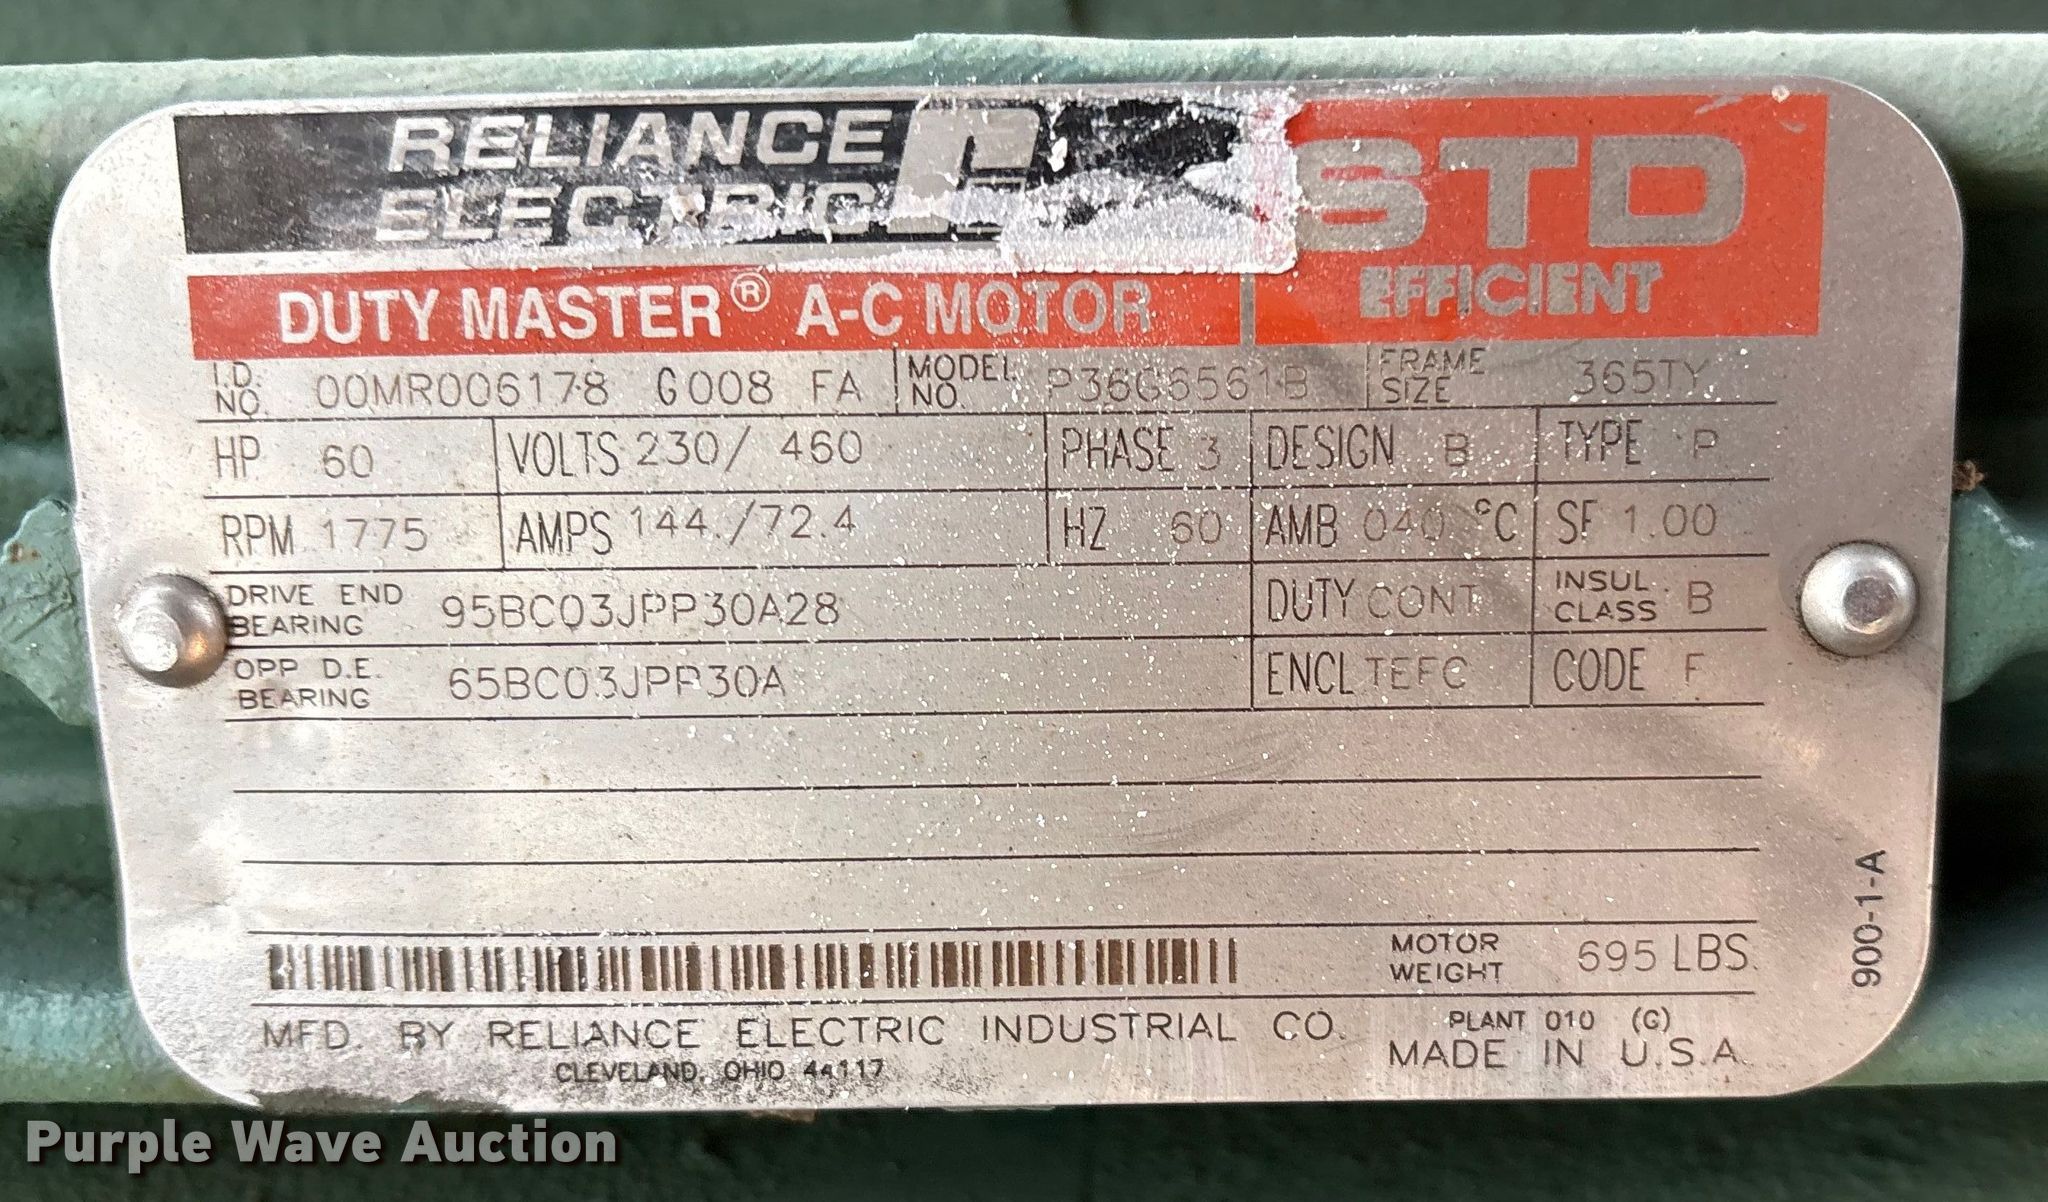 RELIANCE
ELECTRIC
STD
EFFICIENT
DUTY MASTER® A-C MOTOR
I.D. NO. 00MR006178 G008 FA MODEL NO. P36G6561B FRAME SIZE 365TY
HP 60 VOLTS 230/ 460 PHASE 3 DESIGN B TYPE P
RPM 1775 AMPS 144./72.4 HZ 60 AMB 040 °C SF 1.00
DRIVE END BEARING 95BC03JPP30A28 DUTY CONT INSUL CLASS B
OPP D.E. BEARING 65BC03JPP30A ENCL TEFC CODE F
MOTOR WEIGHT 695 LBS.
900-1-A
MFD. BY RELIANCE ELECTRIC INDUSTRIAL CO.
CLEVELAND, OHIO 44117
PLANT 010 (G)
MADE IN U.S.A.
Purple Wave Auction